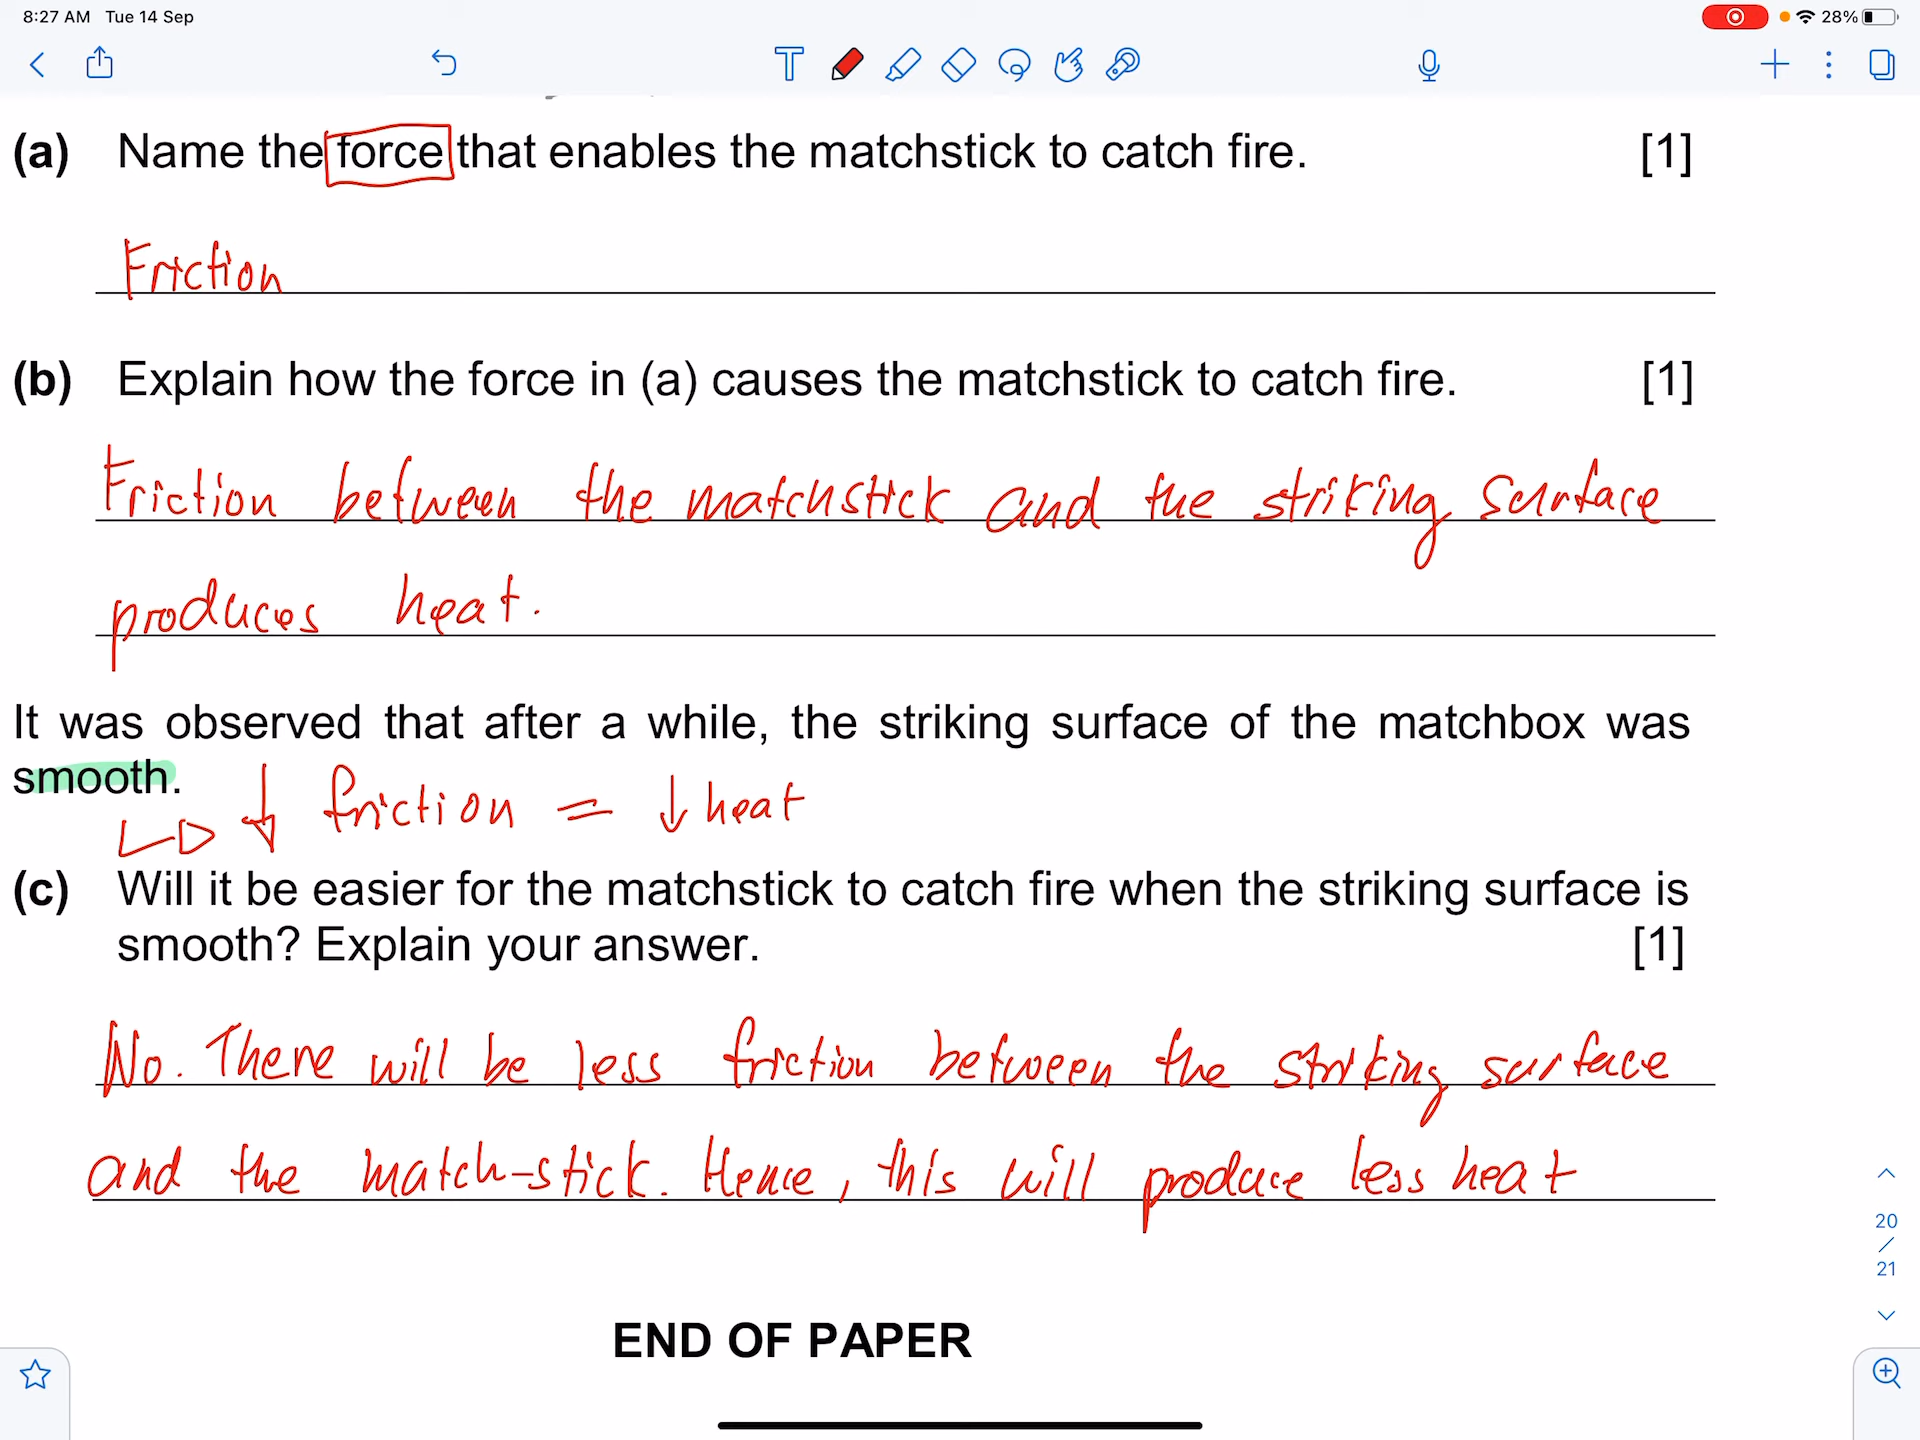 8:27 AM Tue 14 Sep
28%
T
(a) Name the force that enables the matchstick to catch fire. [1]
Friction
(b) Explain how the force in (a) causes the matchstick to catch fire. [1]
Friction between the matchstick and the striking surface
produces heat.
It was observed that after a while, the striking surface of the matchbox was
smooth.
↓ friction = ↓ heat
(c) Will it be easier for the matchstick to catch fire when the striking surface is
smooth? Explain your answer. [1]
No. There will be less friction between the striking surface
and the match-stick. Hence, this will produce less heat
20
/
21
END OF PAPER